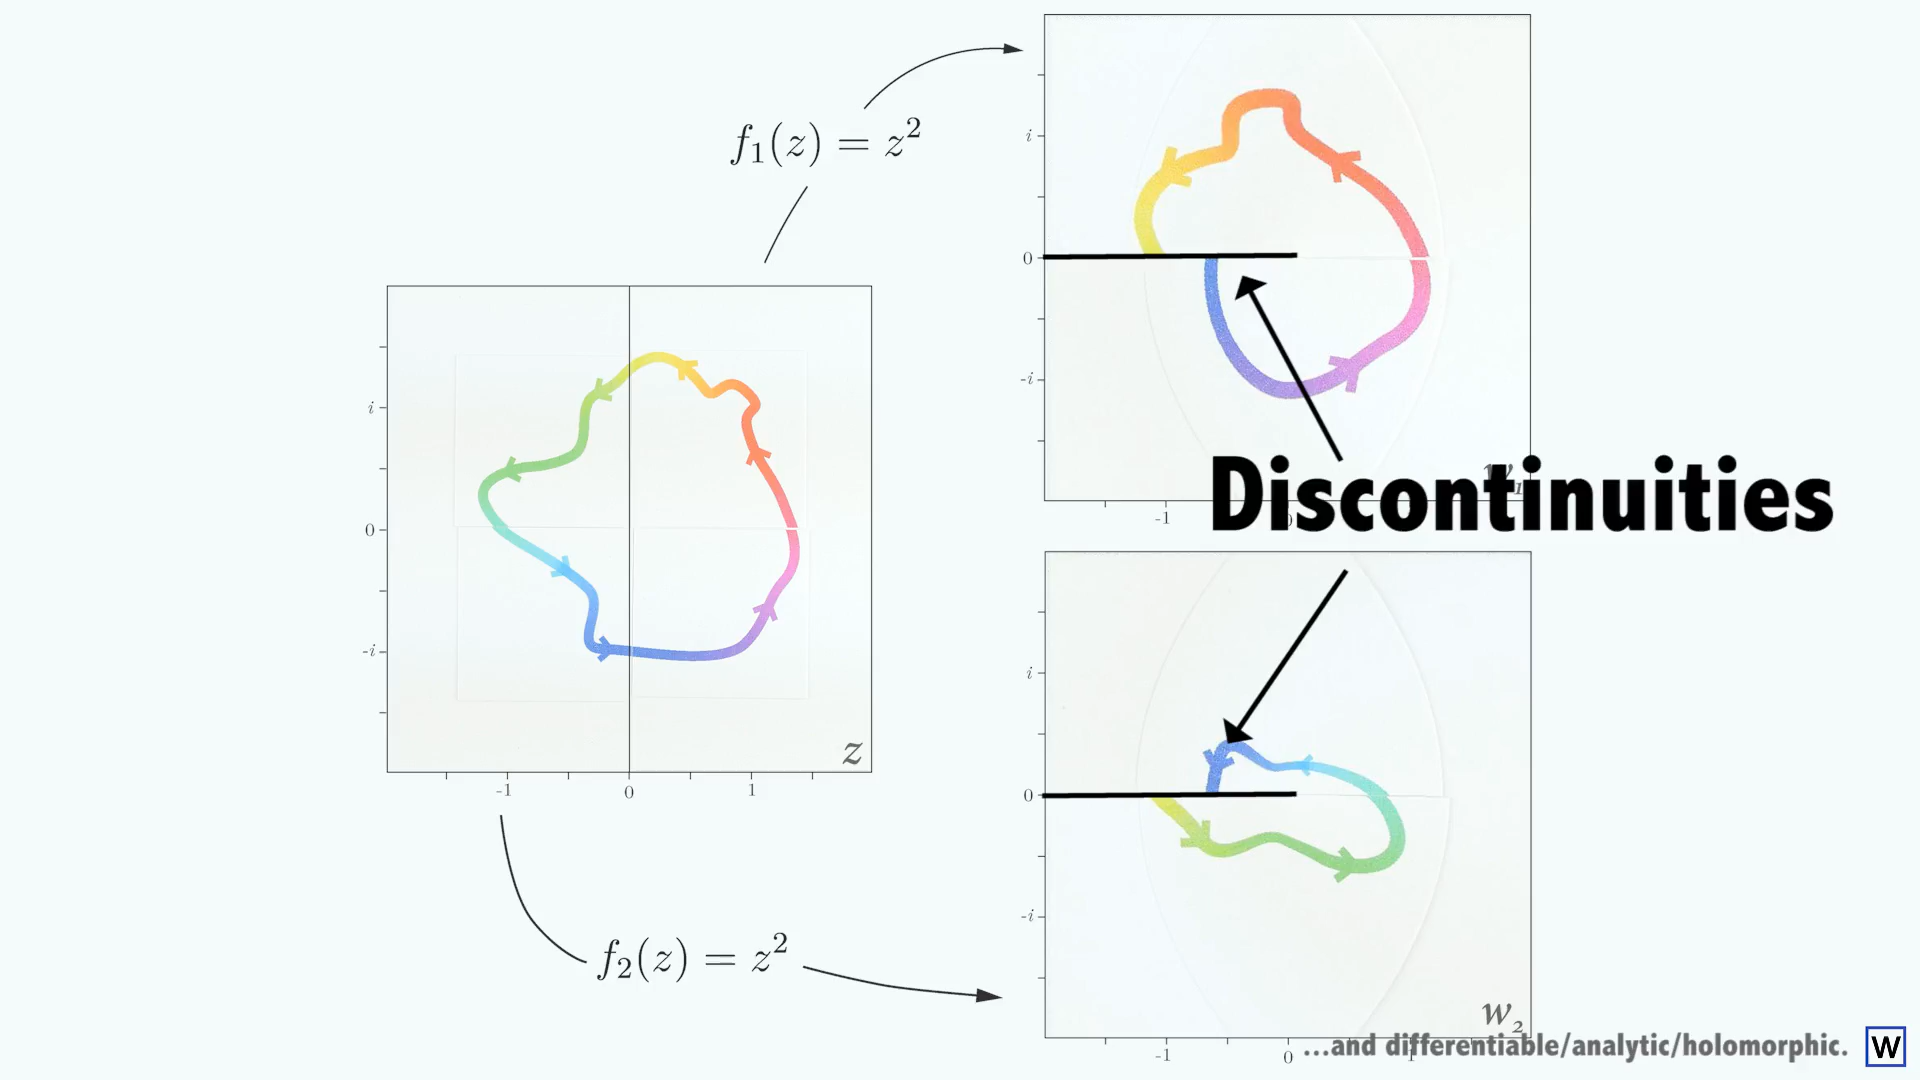 f₁(z) = z²
i
0
-i
-1
0
1
z
f₂(z) = z²
i
0
-i
-1
Discontinuities
i
0
-i
-1
0
1
w₂
...and differentiable/analytic/holomorphic.
W